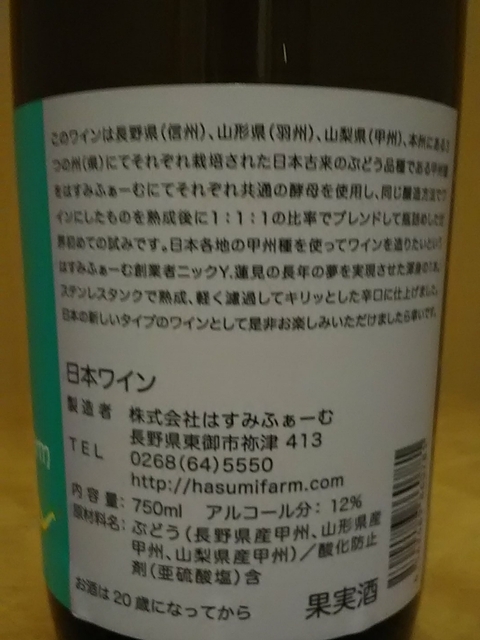 このワインは長野県(信州)、山形県(羽州)、山梨県(甲州)、本州にある3
つの州(県)にてそれぞれ栽培された日本古来のぶどう品種である甲州種
をはすみふぁーむにてそれぞれ共通の酵母を使用し、同じ醸造方法でワ
インにしたものを熟成後に1:1:1の比率でブレンドして瓶詰めした世
界初めての試みです。日本各地の甲州種を使ってワインを造りたいという
はすみふぁーむ創業者ニックY.蓮見の長年の夢を実現させた渾身の1本。
ステンレスタンクで熟成、軽く濾過してキリッとした辛口に仕上げました。
日本の新しいタイプのワインとして是非お楽しみいただけましたら幸いです。
日本ワイン
製造者 株式会社はすみふぁーむ
長野県東御市祢津 413
TEL 0268(64)5550
http://hasumifarm.com
内容量: 750ml アルコール分: 12%
原材料名: ぶどう(長野県産甲州、山形県産
甲州、山梨県産甲州)/酸化防止
剤(亜硫酸塩)含
お酒は20歳になってから 果実酒